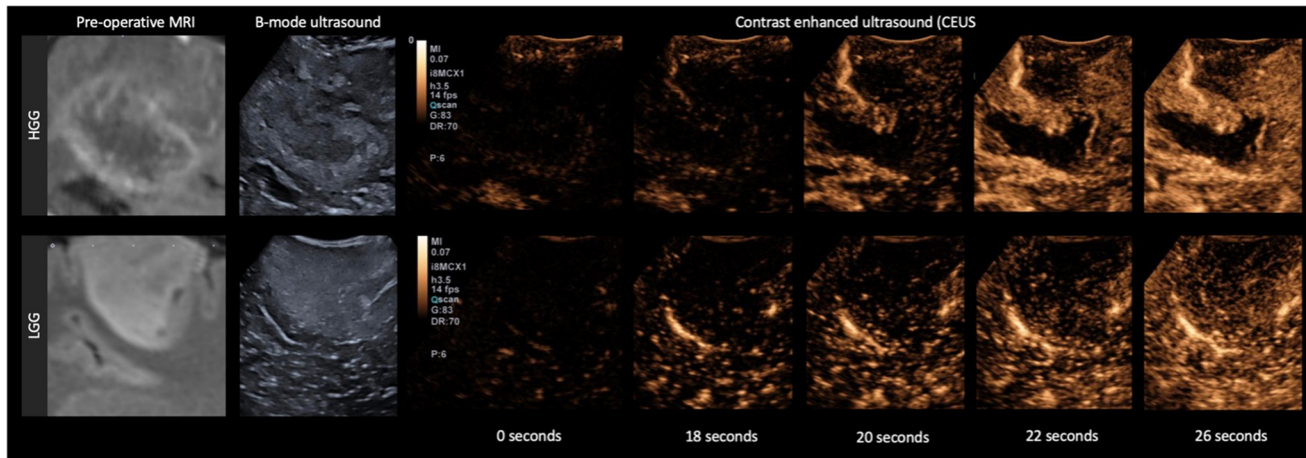 Pre-operative MRI
B-mode ultrasound
Contrast enhanced ultrasound (CEUS
HGG
0
MI
0.07
i8MCX1
h3.5
14 fps
Qscan
G:83
DR:70
P:6
LGG
MI
0.07
i8MCX1
h3.5
14 fps
Qscan
G:83
DR:70
P:6
0 seconds
18 seconds
20 seconds
22 seconds
26 seconds